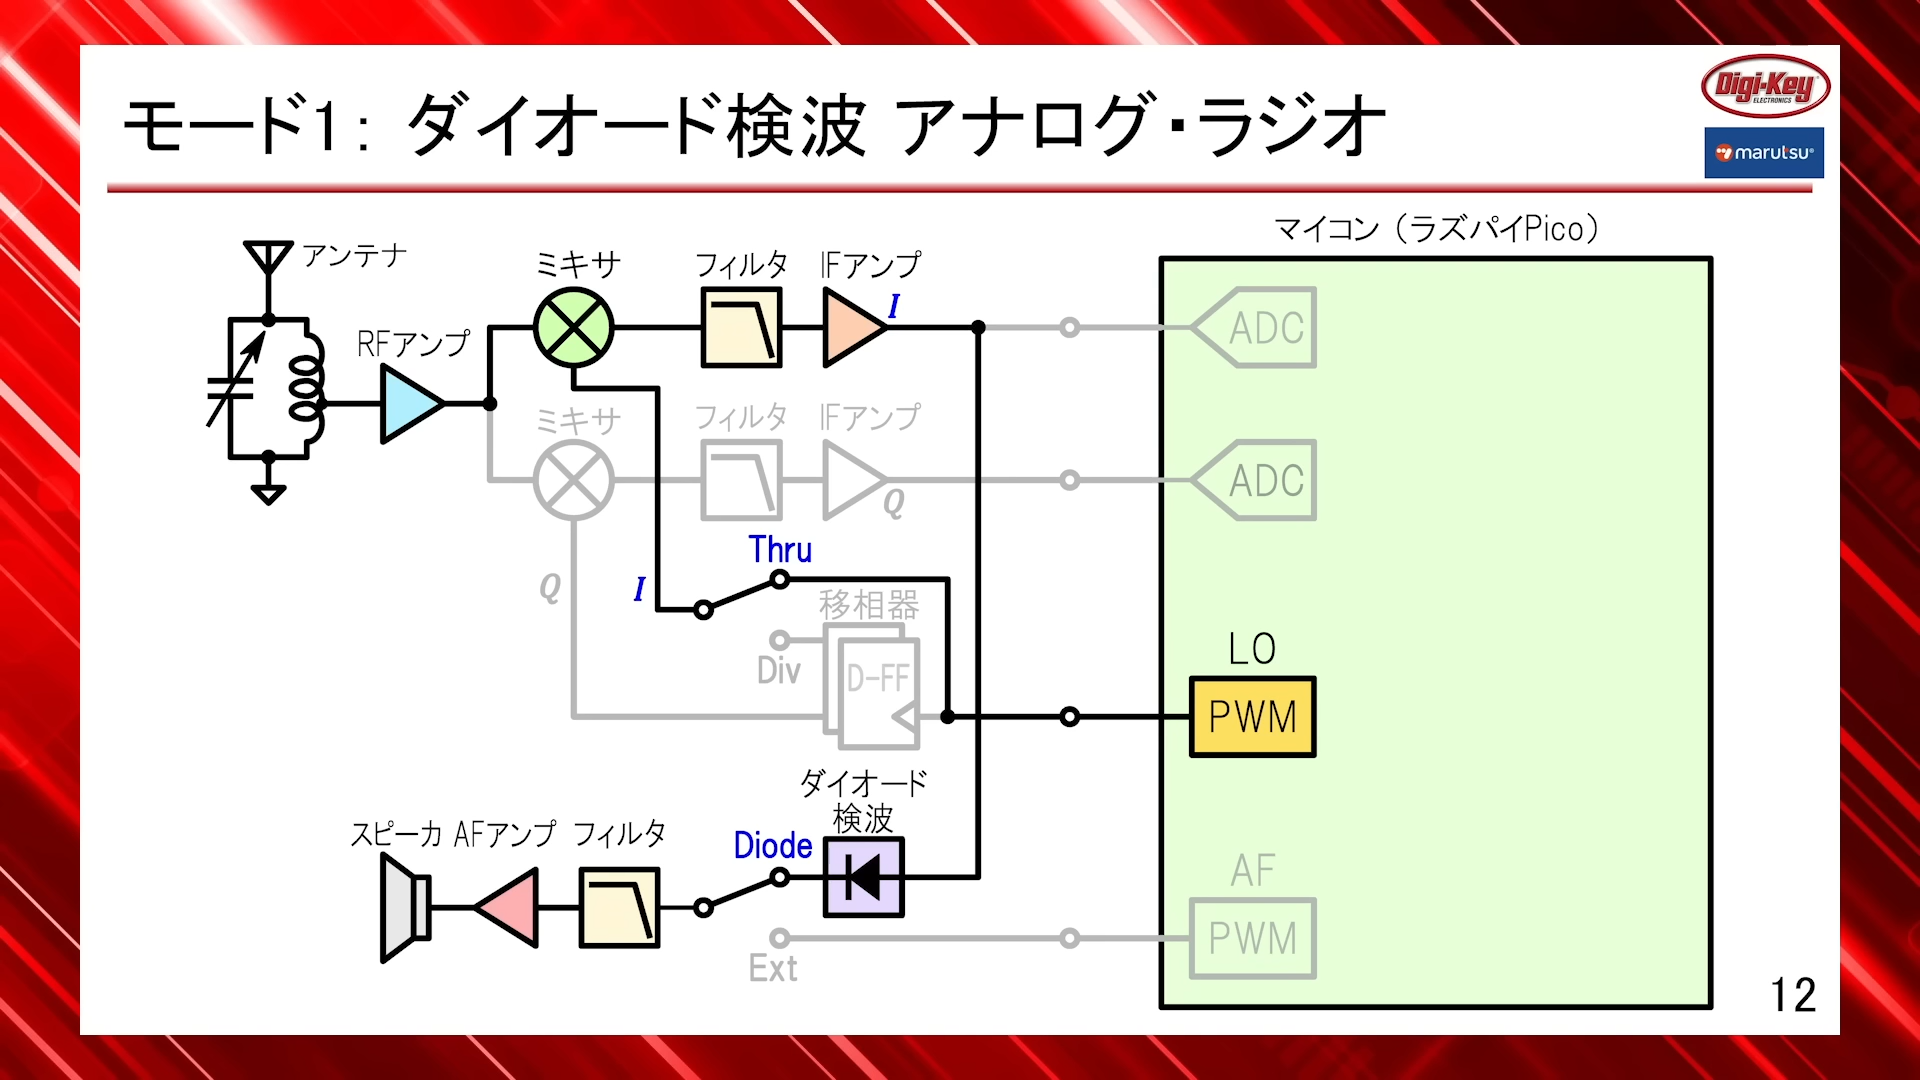 モード1： ダイオード検波 アナログ・ラジオ
Digi-Key
ELECTRONICS
marutsu
マイコン（ラズパイPico）
アンテナ
ミキサ
フィルタ
IFアンプ
I
ADC
RFアンプ
ミキサ
フィルタ
IFアンプ
Q
ADC
Thru
Q
I
移相器
Div
D-FF
LO
PWM
ダイオード
検波
スピーカ
AFアンプ
フィルタ
Diode
AF
PWM
Ext
12